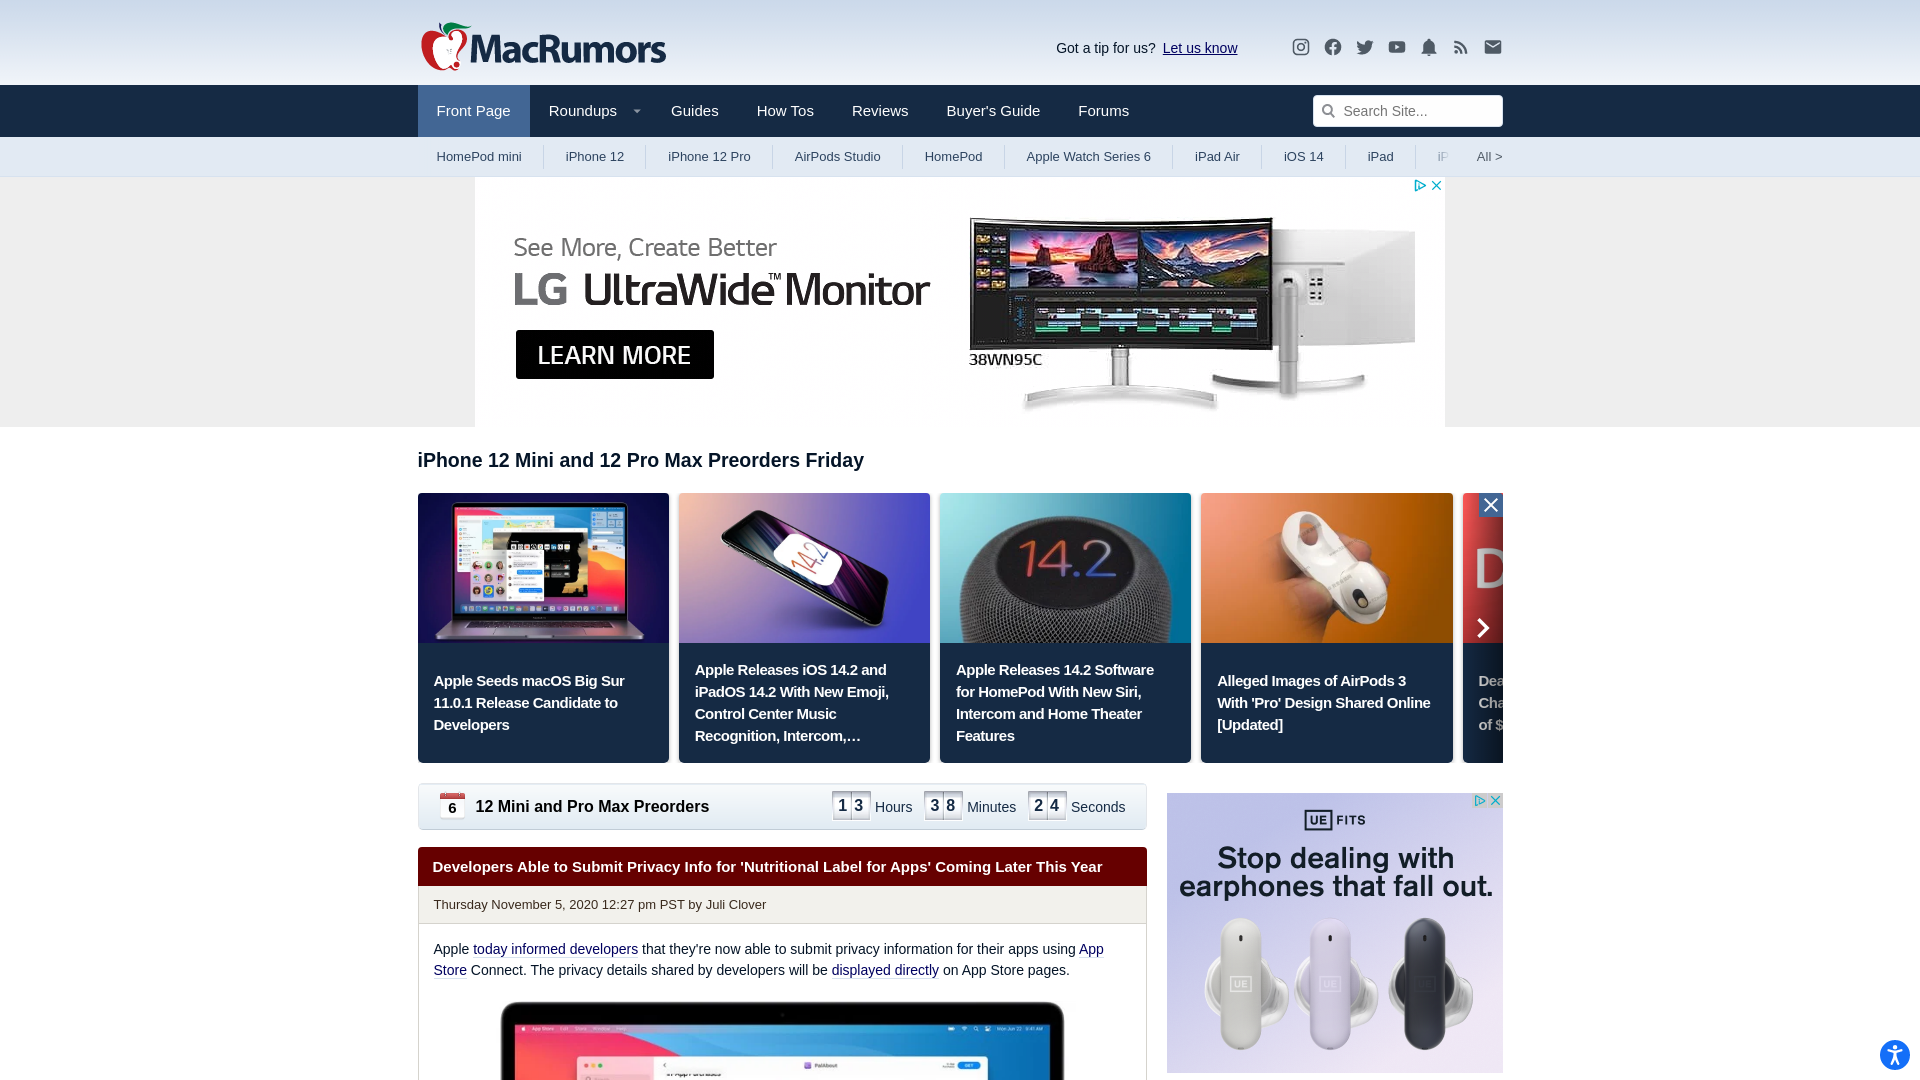 MacRumors
Got a tip for us? Let us know
Front Page
Roundups
Guides
How Tos
Reviews
Buyer's Guide
Forums
Search Site...
HomePod mini
iPhone 12
iPhone 12 Pro
AirPods Studio
HomePod
Apple Watch Series 6
iPad Air
iOS 14
iPad
iP
All >
See More, Create Better
LG UltraWide™ Monitor
LEARN MORE
38WN95C
iPhone 12 Mini and 12 Pro Max Preorders Friday
Apple Seeds macOS Big Sur
11.0.1 Release Candidate to
Developers
14.2
Apple Releases iOS 14.2 and
iPadOS 14.2 With New Emoji,
Control Center Music
Recognition, Intercom,…
14.2
Apple Releases 14.2 Software
for HomePod With New Siri,
Intercom and Home Theater
Features
Alleged Images of AirPods 3
With 'Pro' Design Shared Online
[Updated]
D
Dea
Cha
of $
6
12 Mini and Pro Max Preorders
13 Hours 38 Minutes 24 Seconds
Developers Able to Submit Privacy Info for 'Nutritional Label for Apps' Coming Later This Year
Thursday November 5, 2020 12:27 pm PST by Juli Clover
Apple today informed developers that they're now able to submit privacy information for their apps using App
Store Connect. The privacy details shared by developers will be displayed directly on App Store pages.
UE FITS
Stop dealing with
earphones that fall out.
UE
UE